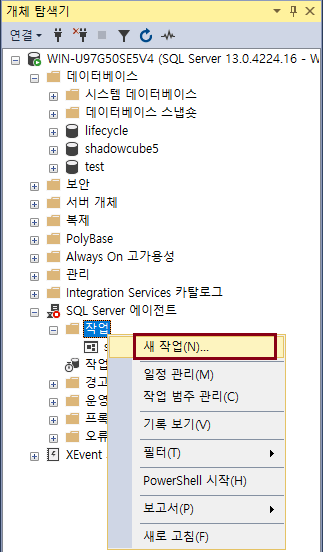 개체 탐색기
연결
WIN-U97G50SE5V4 (SQL Server 13.0.4224.16 - W
데이터베이스
시스템 데이터베이스
데이터베이스 스냅숏
lifecycle
shadowcube5
test
보안
서버 개체
복제
PolyBase
Always On 고가용성
관리
Integration Services 카탈로그
SQL Server 에이전트
작업
새 작업(N)...
작업
일정 관리(M)
경고
작업 범주 관리(C)
운영
기록 보기(V)
프록
오류
필터(T)
XEvent
PowerShell 시작(H)
보고서(P)
새로 고침(F)